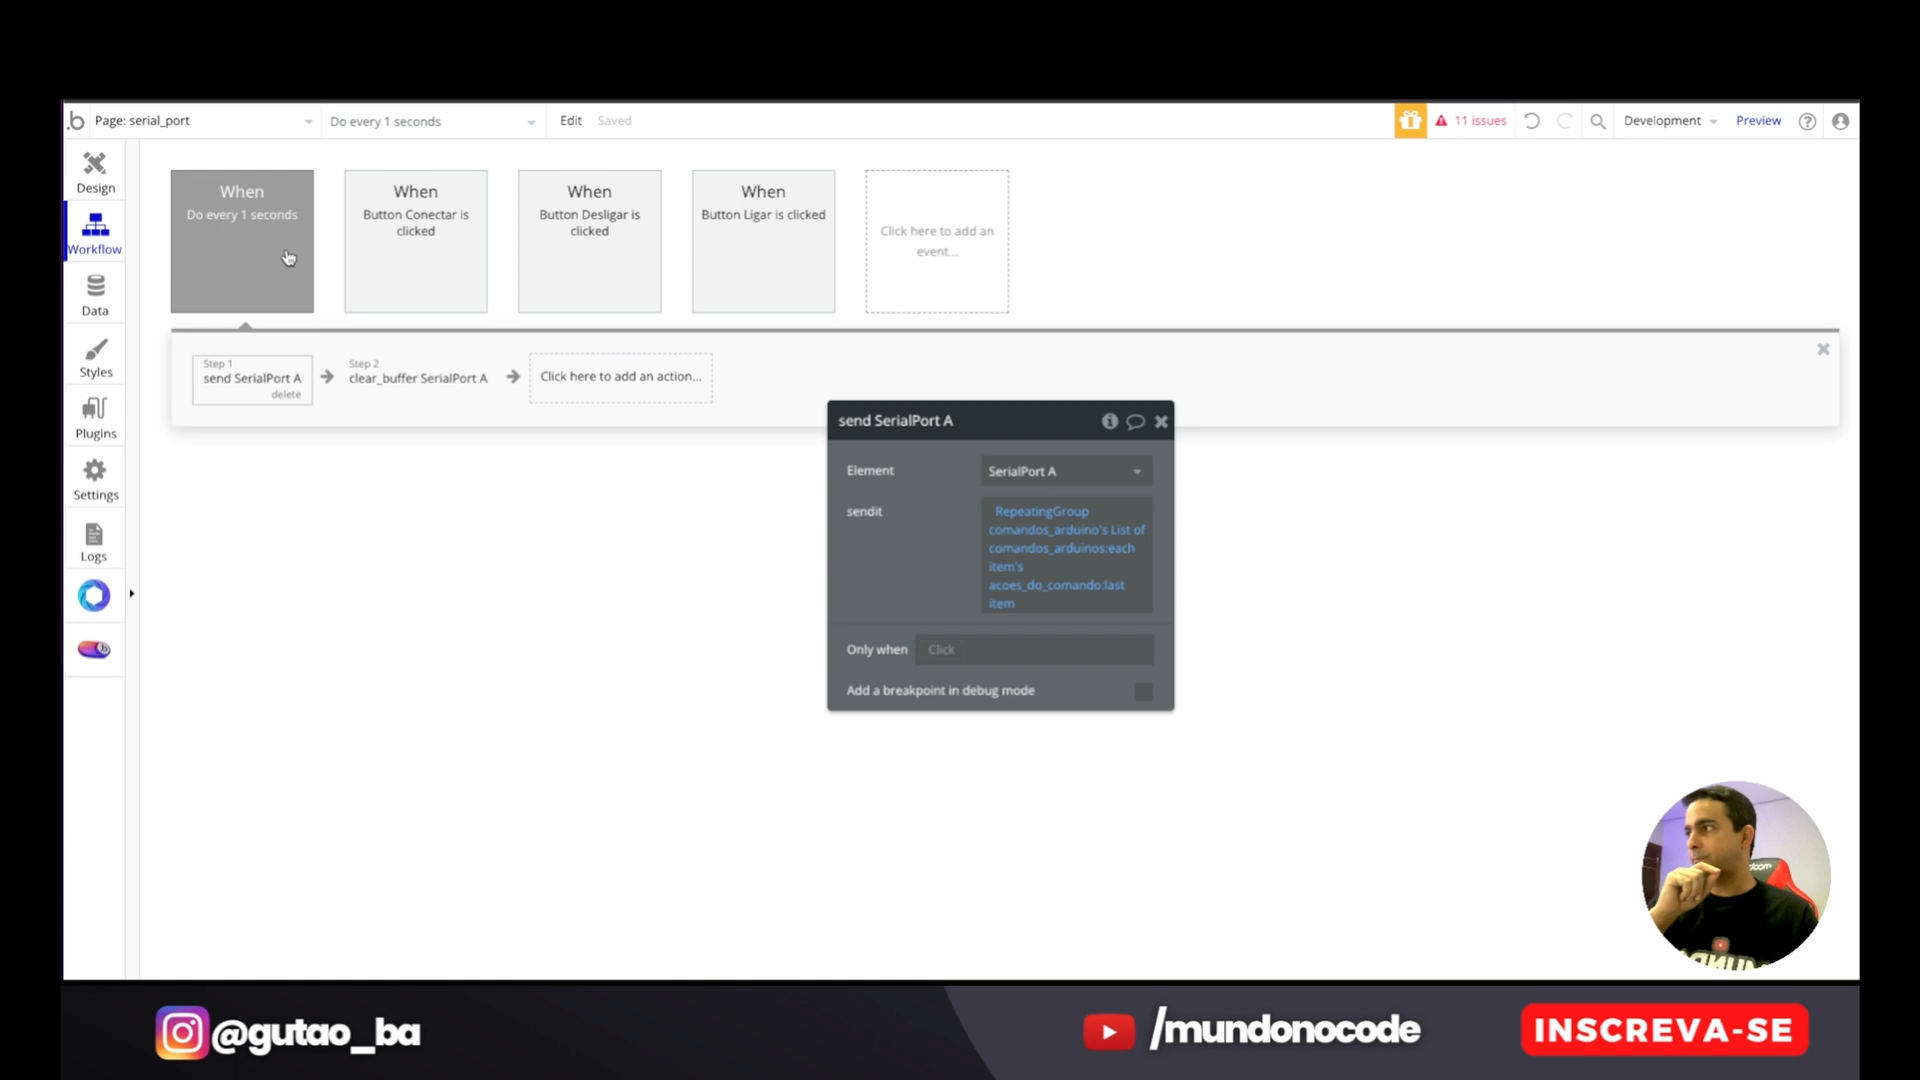 .b Page: serial_port Do every 1 seconds Edit Saved 11 issues Development Preview ?
Design
Workflow
Data
Styles
Plugins
Settings
Logs
When
Do every 1 seconds
When
Button Conectar is
clicked
When
Button Desligar is
clicked
When
Button Ligar is clicked
Click here to add an
event...
Step 1
send SerialPort A
delete
Step 2
clear_buffer SerialPort A
Click here to add an action...
send SerialPort A
Element
SerialPort A
sendit
RepeatingGroup
comandos_arduino's List of
comandos_arduinos:each
item's
acoes_do_comando:last
item
Only when
Click
Add a breakpoint in debug mode
@gutao_ba
/mundonocode
INSCREVA-SE